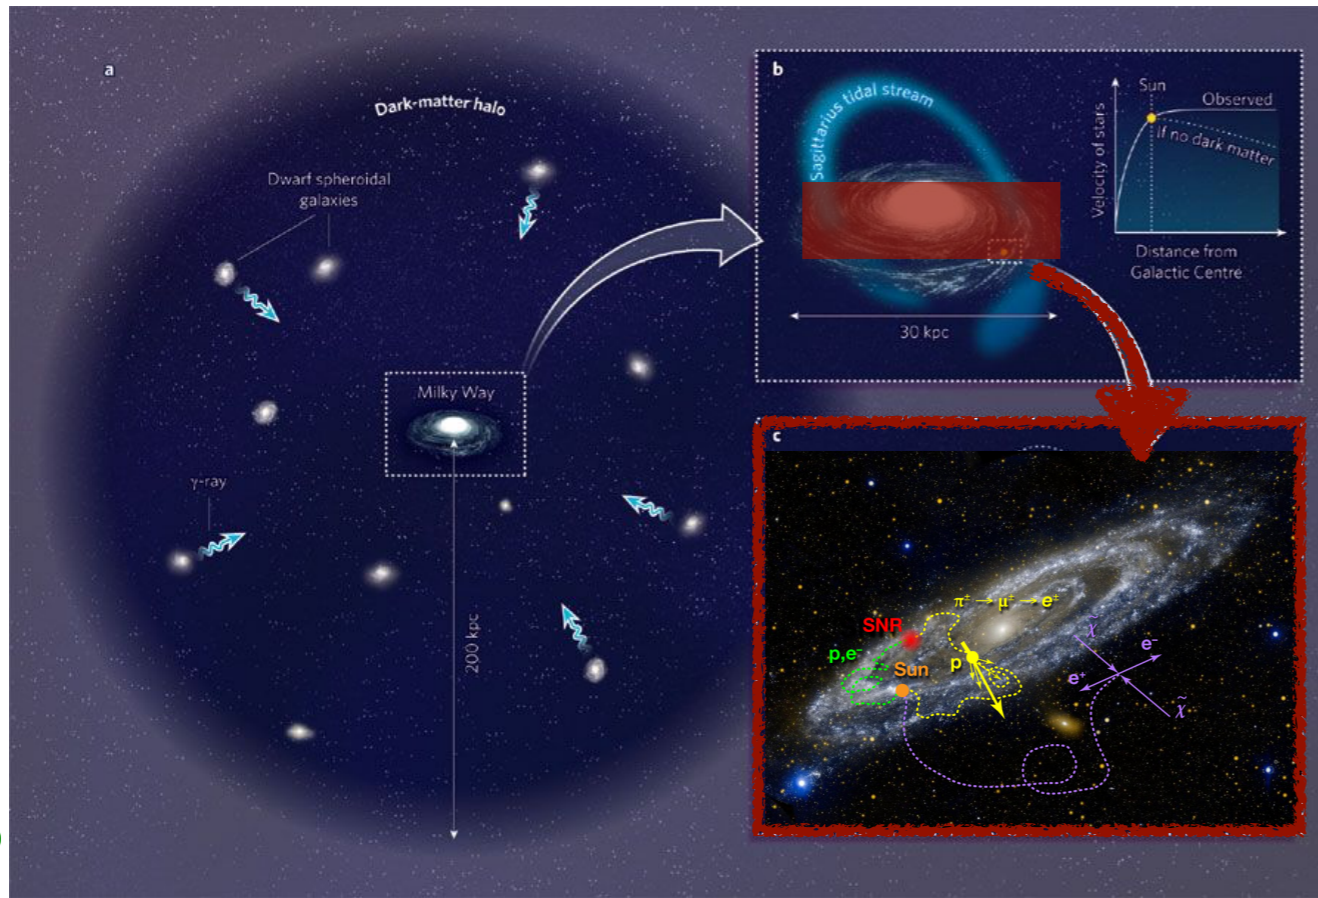 a
Dark-matter halo
Dwarf spheroidal
galaxies
Milky Way
γ-ray
200 kpc
b
Sagittarius tidal stream
30 kpc
Velocity of stars
Sun
Observed
If no dark matter
Distance from
Galactic Centre
c
π± → μ± → e±
SNR
p,e⁻
Sun
p
χ
e⁻
e⁺
χ̃